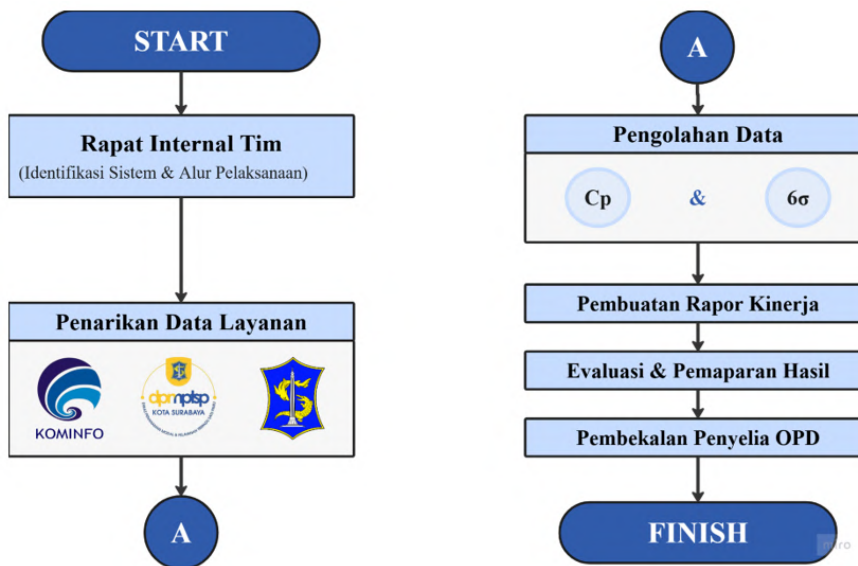 START
Rapat Internal Tim
(Identifikasi Sistem & Alur Pelaksanaan)
Penarikan Data Layanan
KOMINFO
dpmptsp
KOTA SURABAYA
A
A
Pengolahan Data
Cp & 6σ
Pembuatan Rapor Kinerja
Evaluasi & Pemaparan Hasil
Pembekalan Penyelia OPD
FINISH
miro